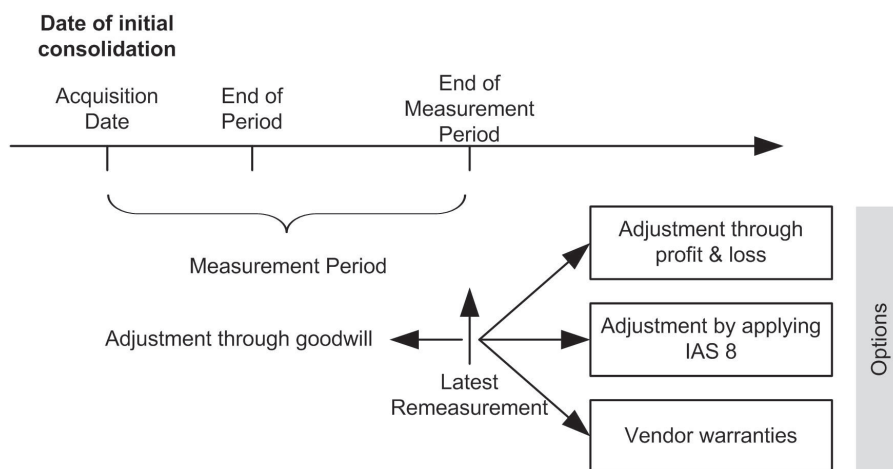 Date of initial
consolidation
Acquisition
Date
End of
Period
End of
Measurement
Period
Measurement Period
Adjustment through goodwill
Latest
Remeasurement
Adjustment through
profit & loss
Adjustment by applying
IAS 8
Vendor warranties
Options